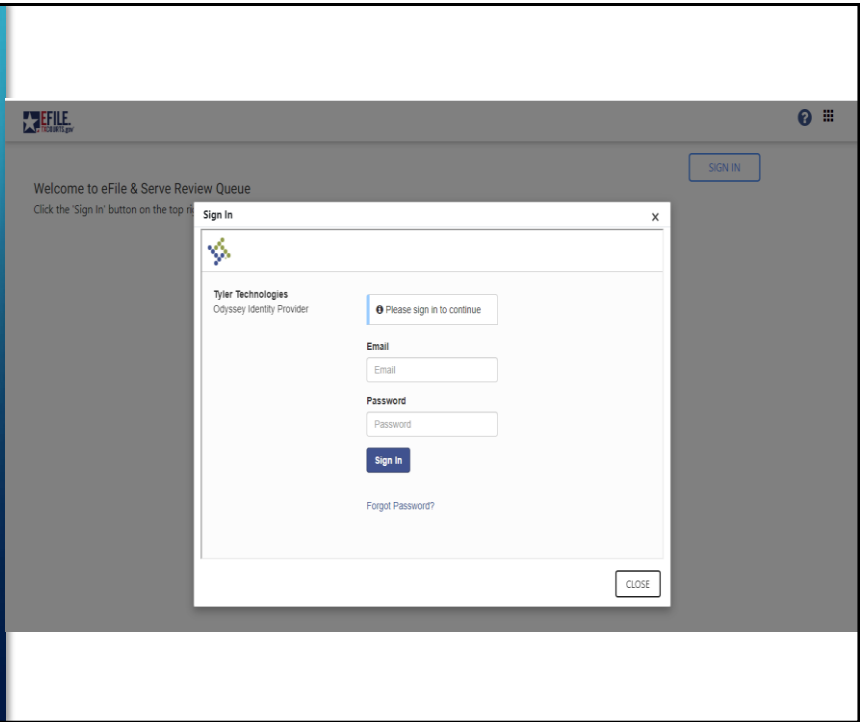 EFILE.
TXCOURTS.gov
?
SIGN IN
Welcome to eFile & Serve Review Queue
Click the 'Sign In' button on the top ri
Sign In
x
Tyler Technologies
Odyssey Identity Provider
Please sign in to continue
Email
Email
Password
Password
Sign In
Forgot Password?
CLOSE